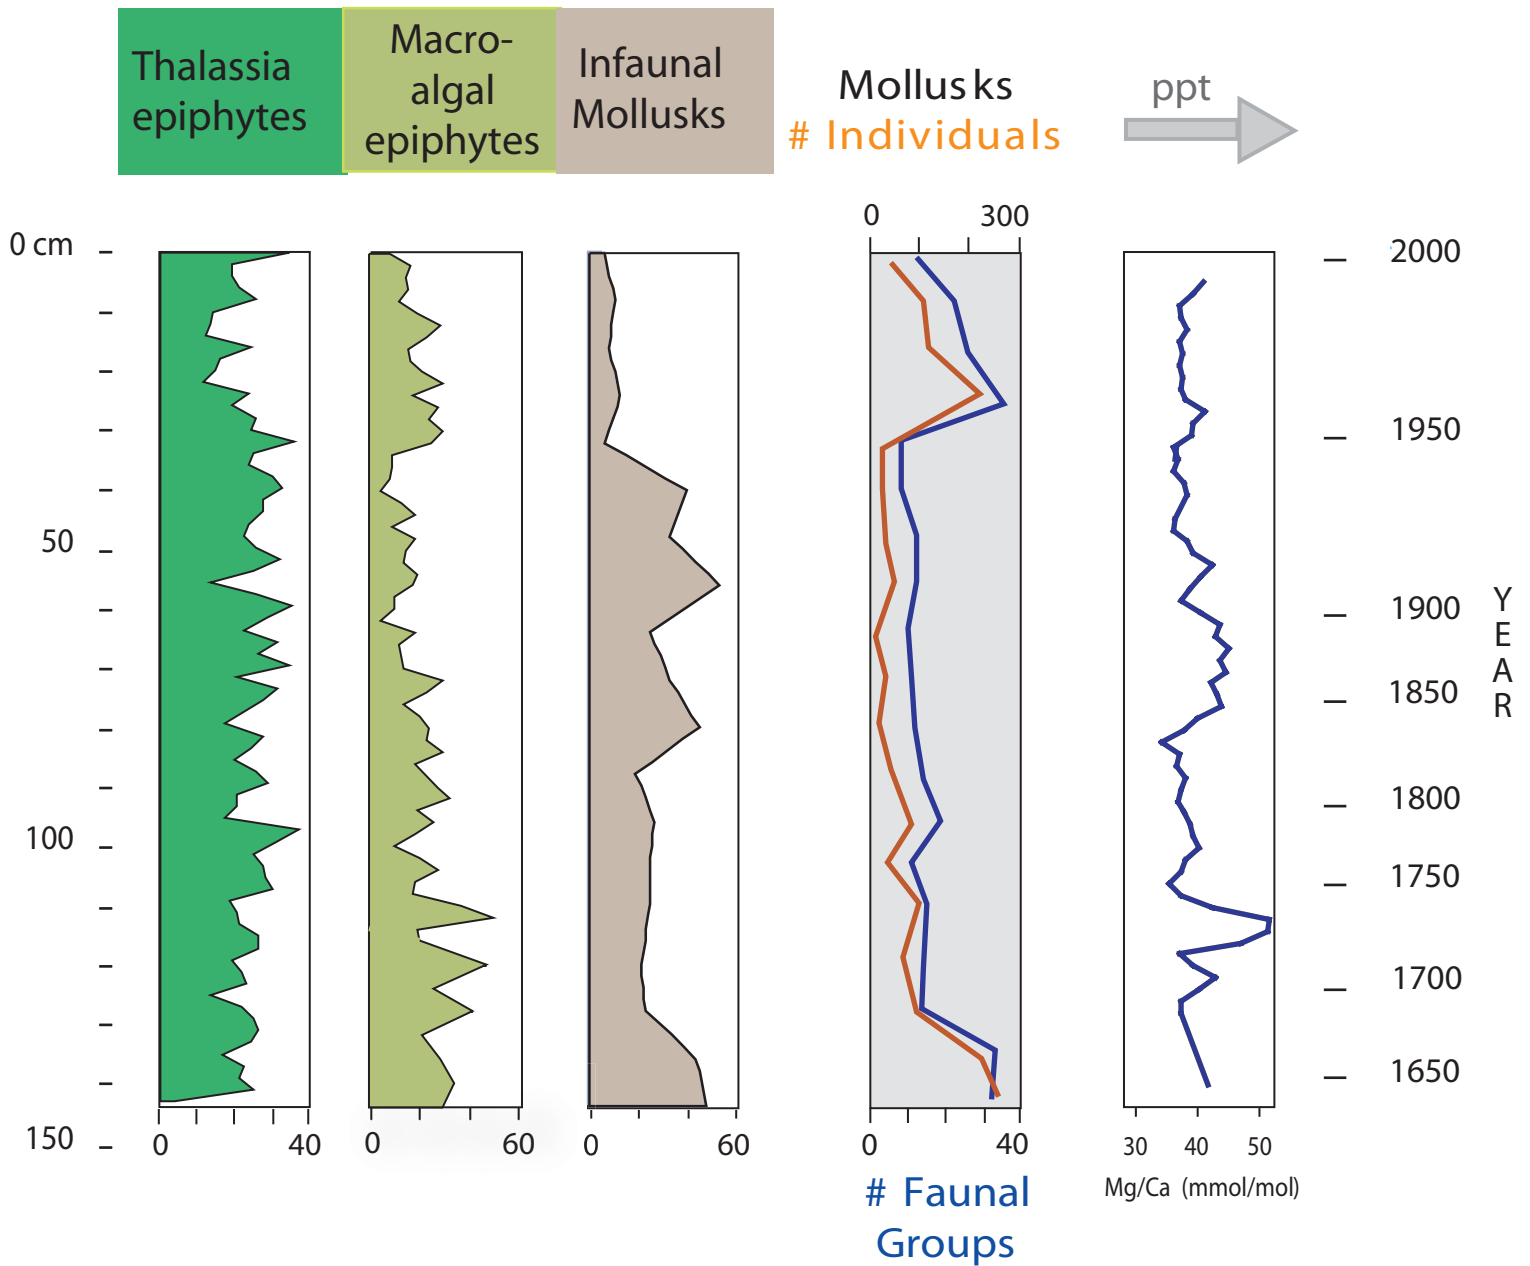 Thalassia
epiphytes
Macro-
algal
epiphytes
Infaunal
Mollusks
Mollusks
# Individuals
ppt
0 300
0 cm
50
100
150
2000
1950
1900
1850
1800
1750
1700
1650
Y
E
A
R
0 40
0 60
0 60
0 40
30 40 50
# Faunal
Groups
Mg/Ca (mmol/mol)